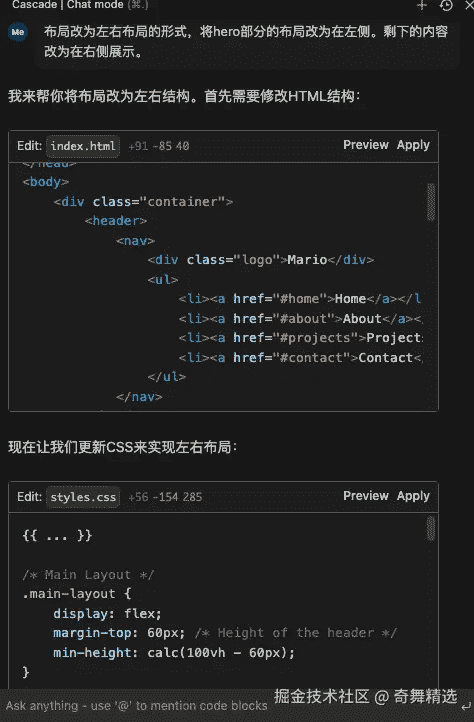 Cascade | Chat mode (⌘.)
Me
布局改为左右布局的形式，将hero部分的布局改为在左侧。剩下的内容
改为在右侧展示。
我来帮你将布局改为左右结构。首先需要修改HTML结构：
Edit: index.html +91 -85 40 Preview Apply
</head>
<body>
<div class="container">
<header>
<nav>
<div class="logo">Mario</div>
<ul>
<li><a href="#home">Home</a></l
<li><a href="#about">About</a><
<li><a href="#projects">Project
<li><a href="#contact">Contact<
</ul>
</nav>
现在让我们更新CSS来实现左右布局：
Edit: styles.css +56 -154 285 Preview Apply
{{ ... }}
/* Main Layout */
.main-layout {
display: flex;
margin-top: 60px; /* Height of the header */
min-height: calc(100vh - 60px);
}
Ask anything - use '@' to mention code blocks
掘金技术社区 @ 奇舞精选